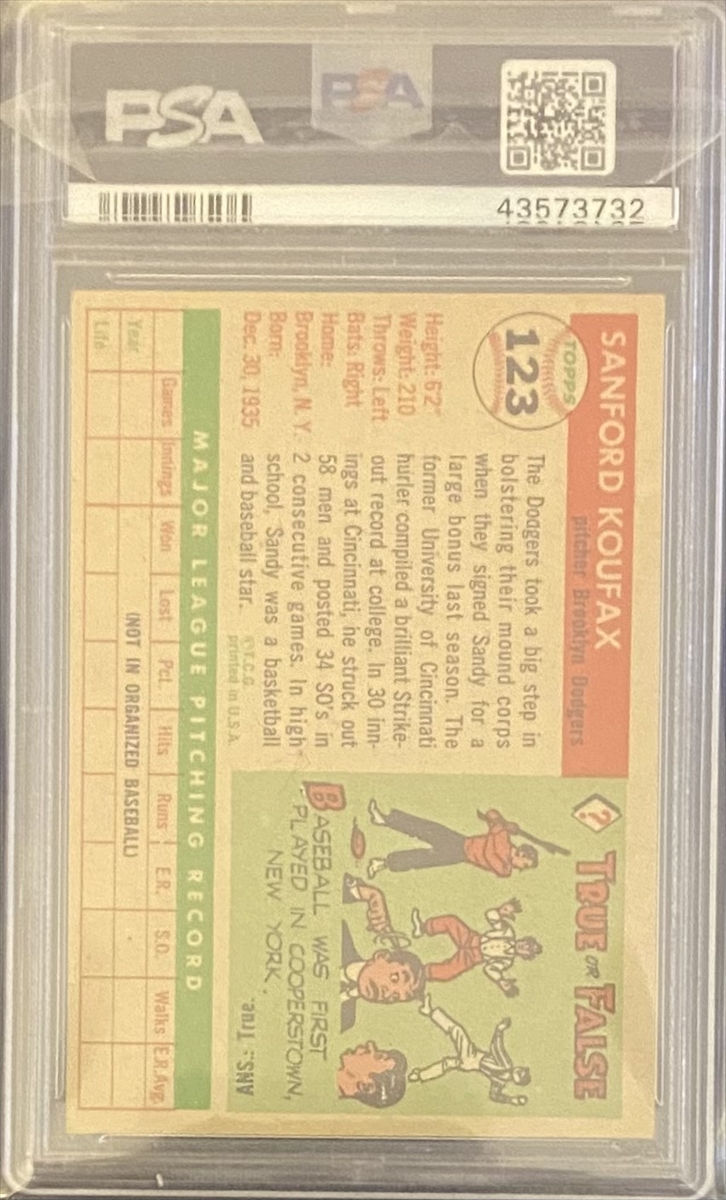 PSA
PSA
43573732
SANFORD KOUFAX
pitcher Brooklyn Dodgers
TOPPS
123
Height: 6'2"
Weight: 210
Throws: Left
Bats: Right
Home:
Brooklyn, N. Y.
Born:
Dec. 30, 1935
The Dodgers took a big step in
bolstering their mound corps
when they signed Sandy for a
large bonus last season. The
former University of Cincinnati
hurler compiled a brilliant Strike-
out record at college. In 30 inn-
ings at Cincinnati, he struck out
58 men and posted 34 SO's in
2 consecutive games. In high
school, Sandy was a basketball
and baseball star.
©T.C.G.
printed in U.S.A.
? TRUE OR FALSE
BASEBALL WAS FIRST
PLAYED IN COOPERSTOWN,
NEW YORK.
ANS.: True.
MAJOR LEAGUE PITCHING RECORD
Games Innings Won Lost Pct. Hits Runs E.R. S.O. Walks E.R.Avg.
Year
(NOT IN ORGANIZED BASEBALL)
Life